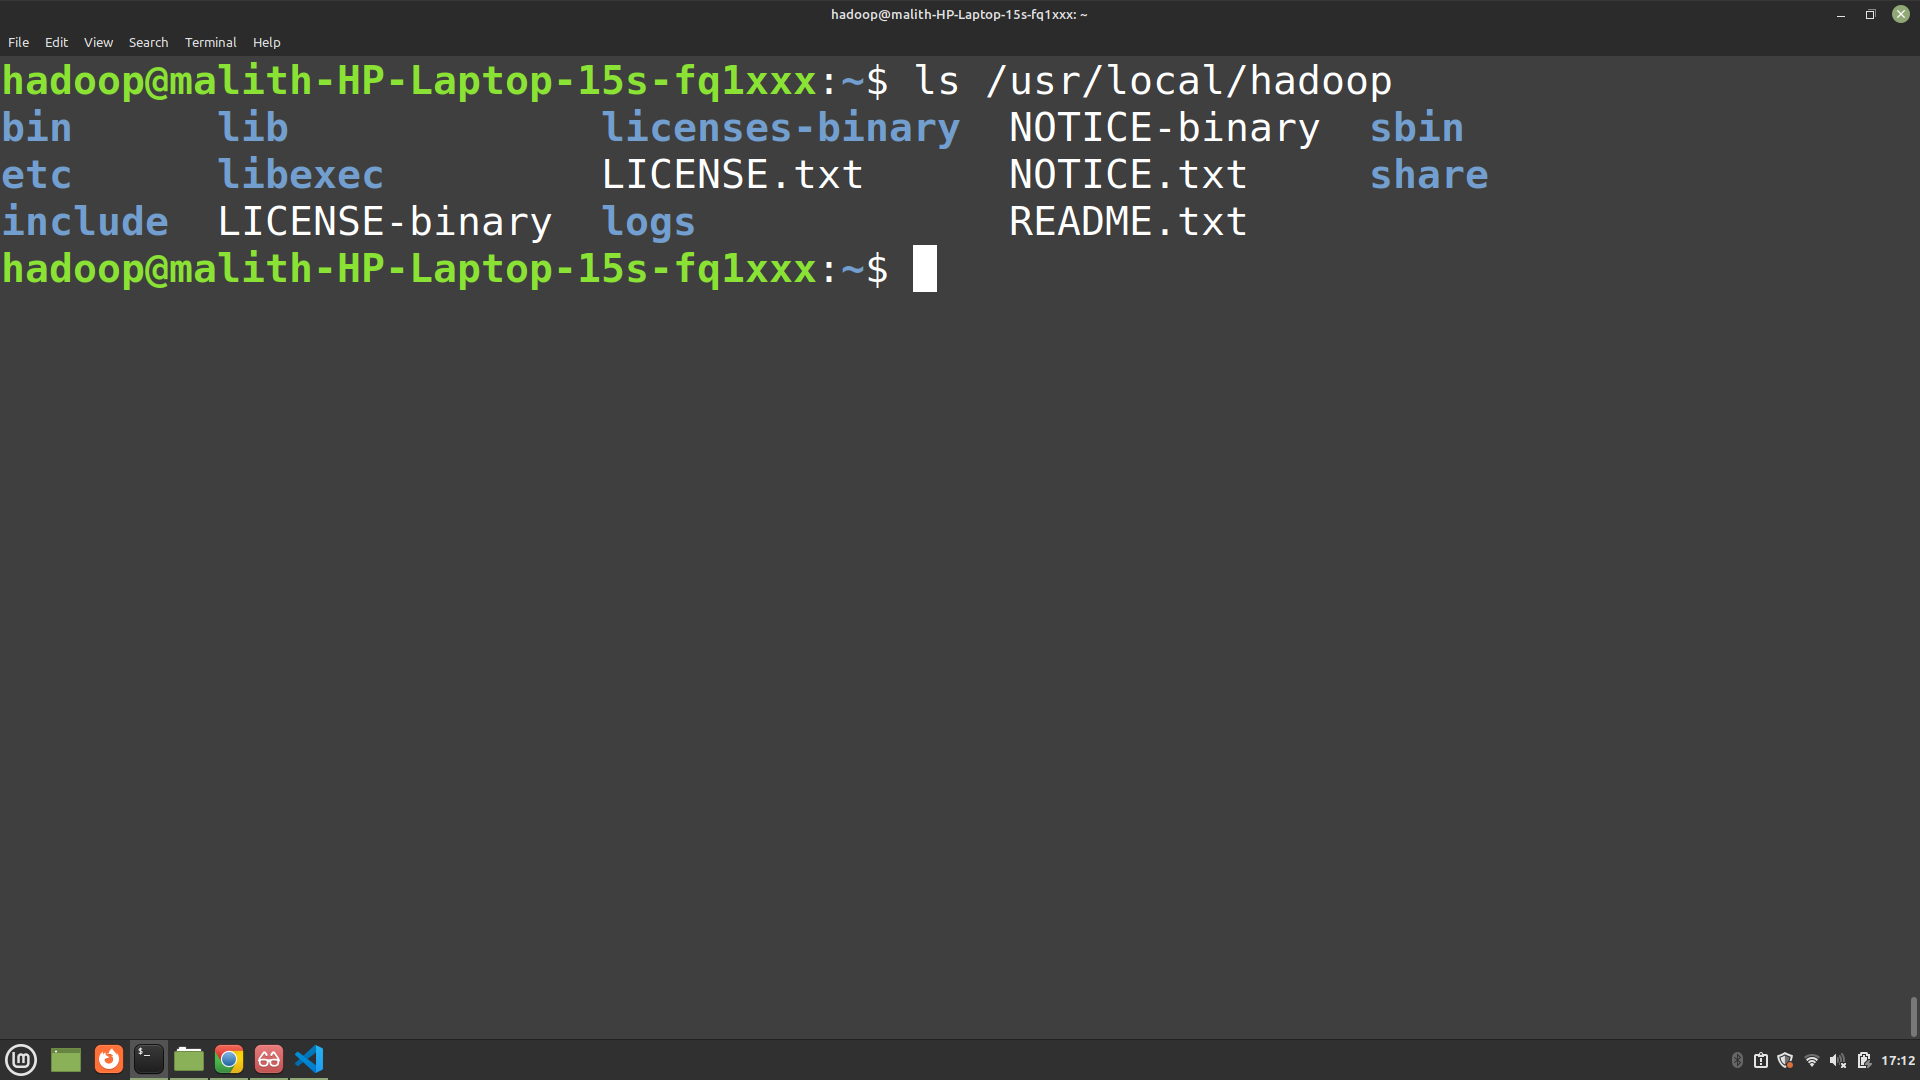 hadoop@malith-HP-Laptop-15s-fq1xxx: ~
File Edit View Search Terminal Help
hadoop@malith-HP-Laptop-15s-fq1xxx:~$ ls /usr/local/hadoop
bin lib licenses-binary NOTICE-binary sbin
etc libexec LICENSE.txt NOTICE.txt share
include LICENSE-binary logs README.txt
hadoop@malith-HP-Laptop-15s-fq1xxx:~$
17:12